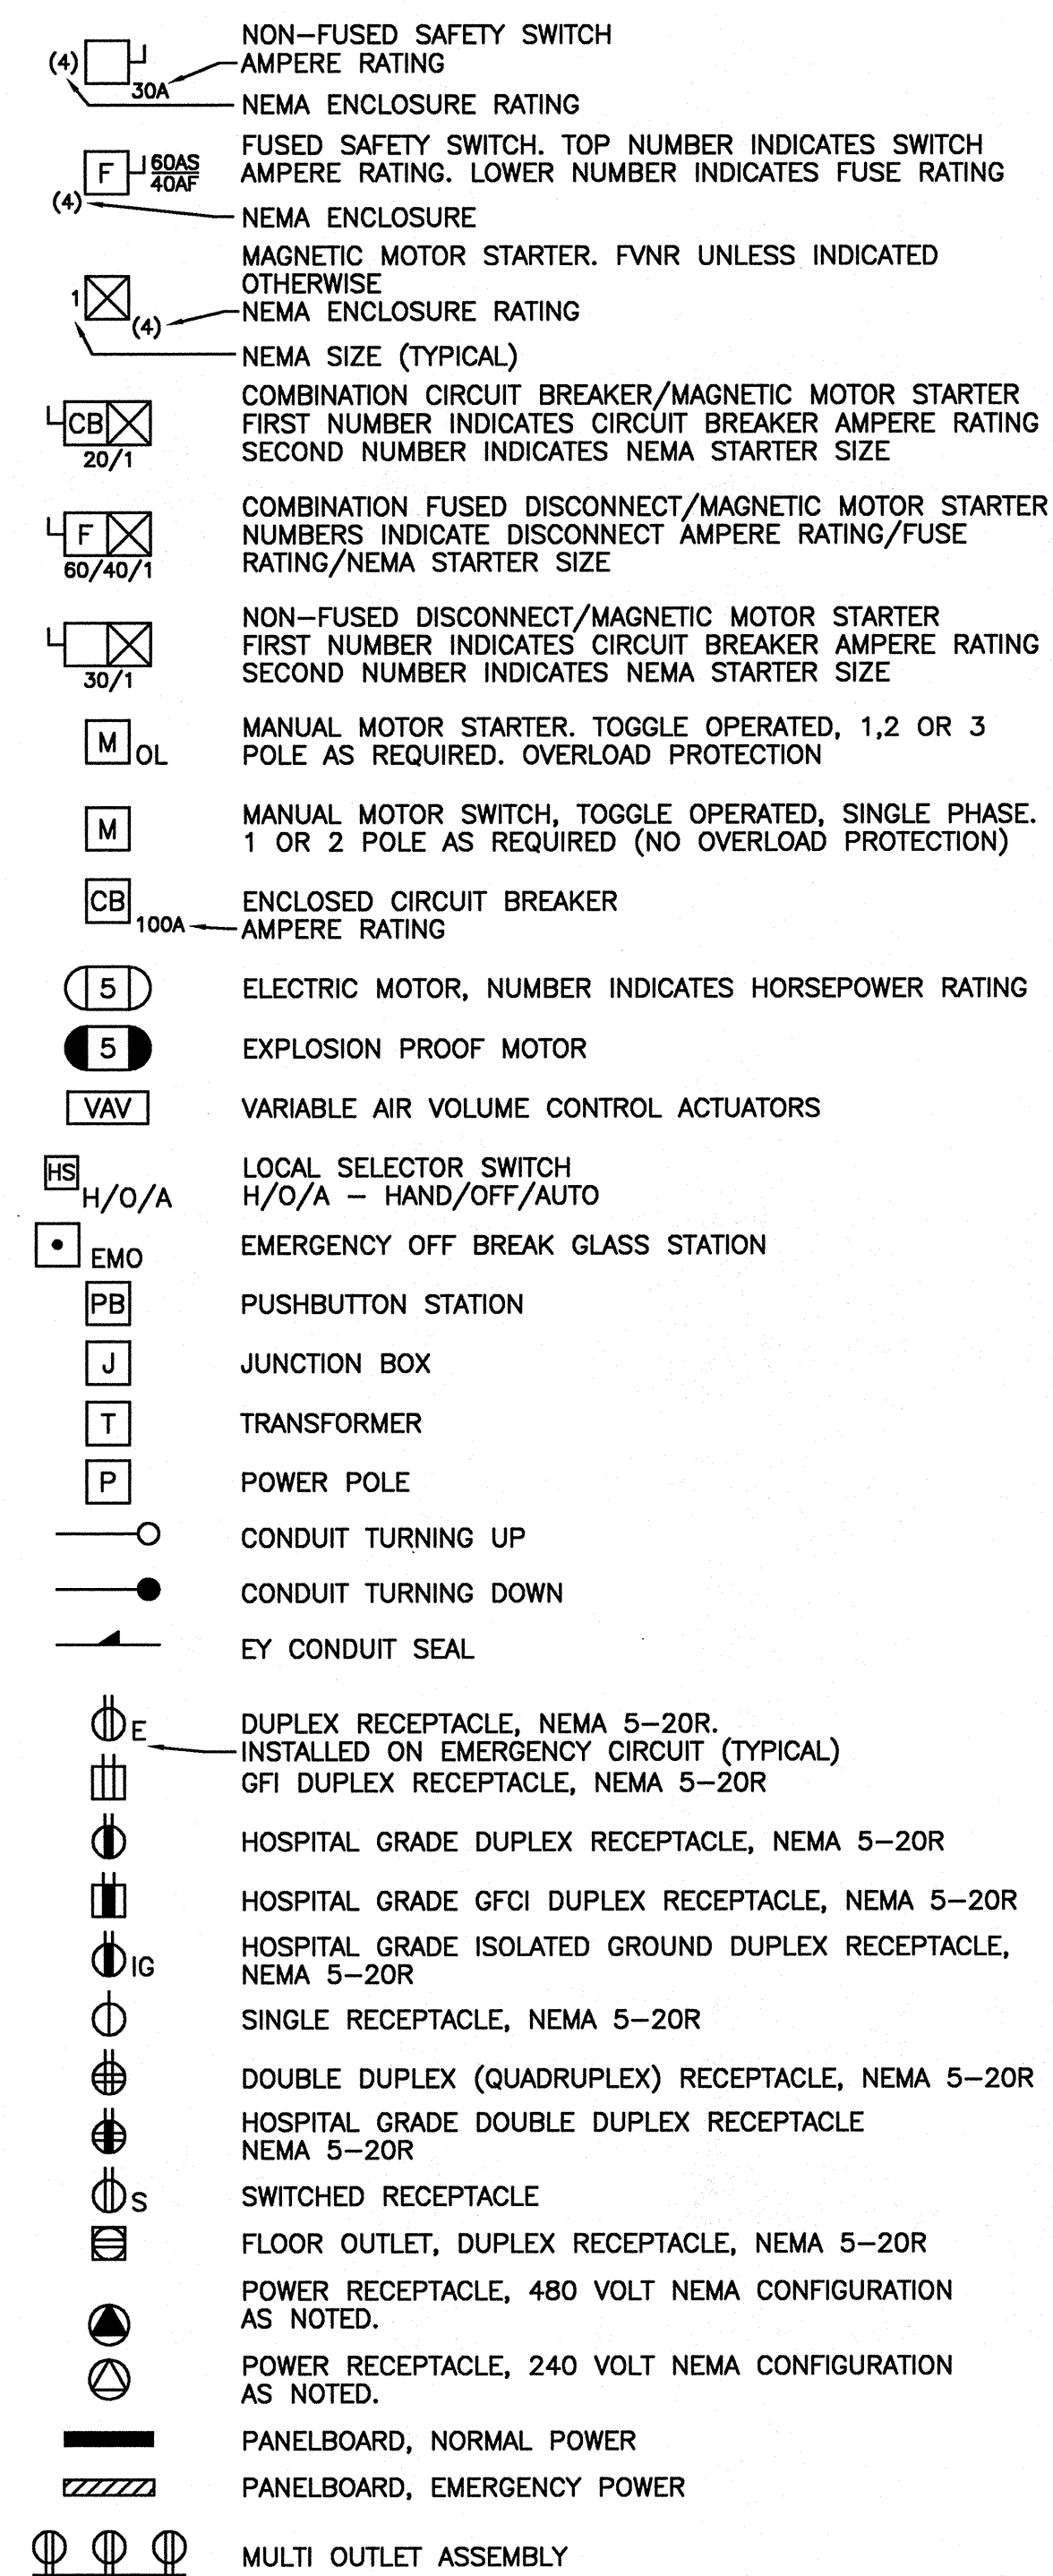 NON-FUSED SAFETY SWITCH
(4) 30A AMPERE RATING
NEMA ENCLOSURE RATING
FUSED SAFETY SWITCH. TOP NUMBER INDICATES SWITCH
F 60AS 40AF AMPERE RATING. LOWER NUMBER INDICATES FUSE RATING
(4) NEMA ENCLOSURE
MAGNETIC MOTOR STARTER. FVNR UNLESS INDICATED
OTHERWISE
1 (4) NEMA ENCLOSURE RATING
NEMA SIZE (TYPICAL)
COMBINATION CIRCUIT BREAKER/MAGNETIC MOTOR STARTER
CB FIRST NUMBER INDICATES CIRCUIT BREAKER AMPERE RATING
20/1 SECOND NUMBER INDICATES NEMA STARTER SIZE
COMBINATION FUSED DISCONNECT/MAGNETIC MOTOR STARTER
F NUMBERS INDICATE DISCONNECT AMPERE RATING/FUSE
60/40/1 RATING/NEMA STARTER SIZE
NON-FUSED DISCONNECT/MAGNETIC MOTOR STARTER
FIRST NUMBER INDICATES CIRCUIT BREAKER AMPERE RATING
30/1 SECOND NUMBER INDICATES NEMA STARTER SIZE
M OL MANUAL MOTOR STARTER. TOGGLE OPERATED, 1,2 OR 3
POLE AS REQUIRED. OVERLOAD PROTECTION
M MANUAL MOTOR SWITCH, TOGGLE OPERATED, SINGLE PHASE.
1 OR 2 POLE AS REQUIRED (NO OVERLOAD PROTECTION)
CB ENCLOSED CIRCUIT BREAKER
100A AMPERE RATING
5 ELECTRIC MOTOR, NUMBER INDICATES HORSEPOWER RATING
5 EXPLOSION PROOF MOTOR
VAV VARIABLE AIR VOLUME CONTROL ACTUATORS
HS LOCAL SELECTOR SWITCH
H/O/A H/O/A - HAND/OFF/AUTO
EMO EMERGENCY OFF BREAK GLASS STATION
PB PUSHBUTTON STATION
J JUNCTION BOX
T TRANSFORMER
P POWER POLE
CONDUIT TURNING UP
CONDUIT TURNING DOWN
EY CONDUIT SEAL
E DUPLEX RECEPTACLE, NEMA 5-20R.
INSTALLED ON EMERGENCY CIRCUIT (TYPICAL)
GFI DUPLEX RECEPTACLE, NEMA 5-20R
HOSPITAL GRADE DUPLEX RECEPTACLE, NEMA 5-20R
HOSPITAL GRADE GFCI DUPLEX RECEPTACLE, NEMA 5-20R
IG HOSPITAL GRADE ISOLATED GROUND DUPLEX RECEPTACLE,
NEMA 5-20R
SINGLE RECEPTACLE, NEMA 5-20R
DOUBLE DUPLEX (QUADRUPLEX) RECEPTACLE, NEMA 5-20R
HOSPITAL GRADE DOUBLE DUPLEX RECEPTACLE
NEMA 5-20R
S SWITCHED RECEPTACLE
FLOOR OUTLET, DUPLEX RECEPTACLE, NEMA 5-20R
POWER RECEPTACLE, 480 VOLT NEMA CONFIGURATION
AS NOTED.
POWER RECEPTACLE, 240 VOLT NEMA CONFIGURATION
AS NOTED.
PANELBOARD, NORMAL POWER
PANELBOARD, EMERGENCY POWER
MULTI OUTLET ASSEMBLY